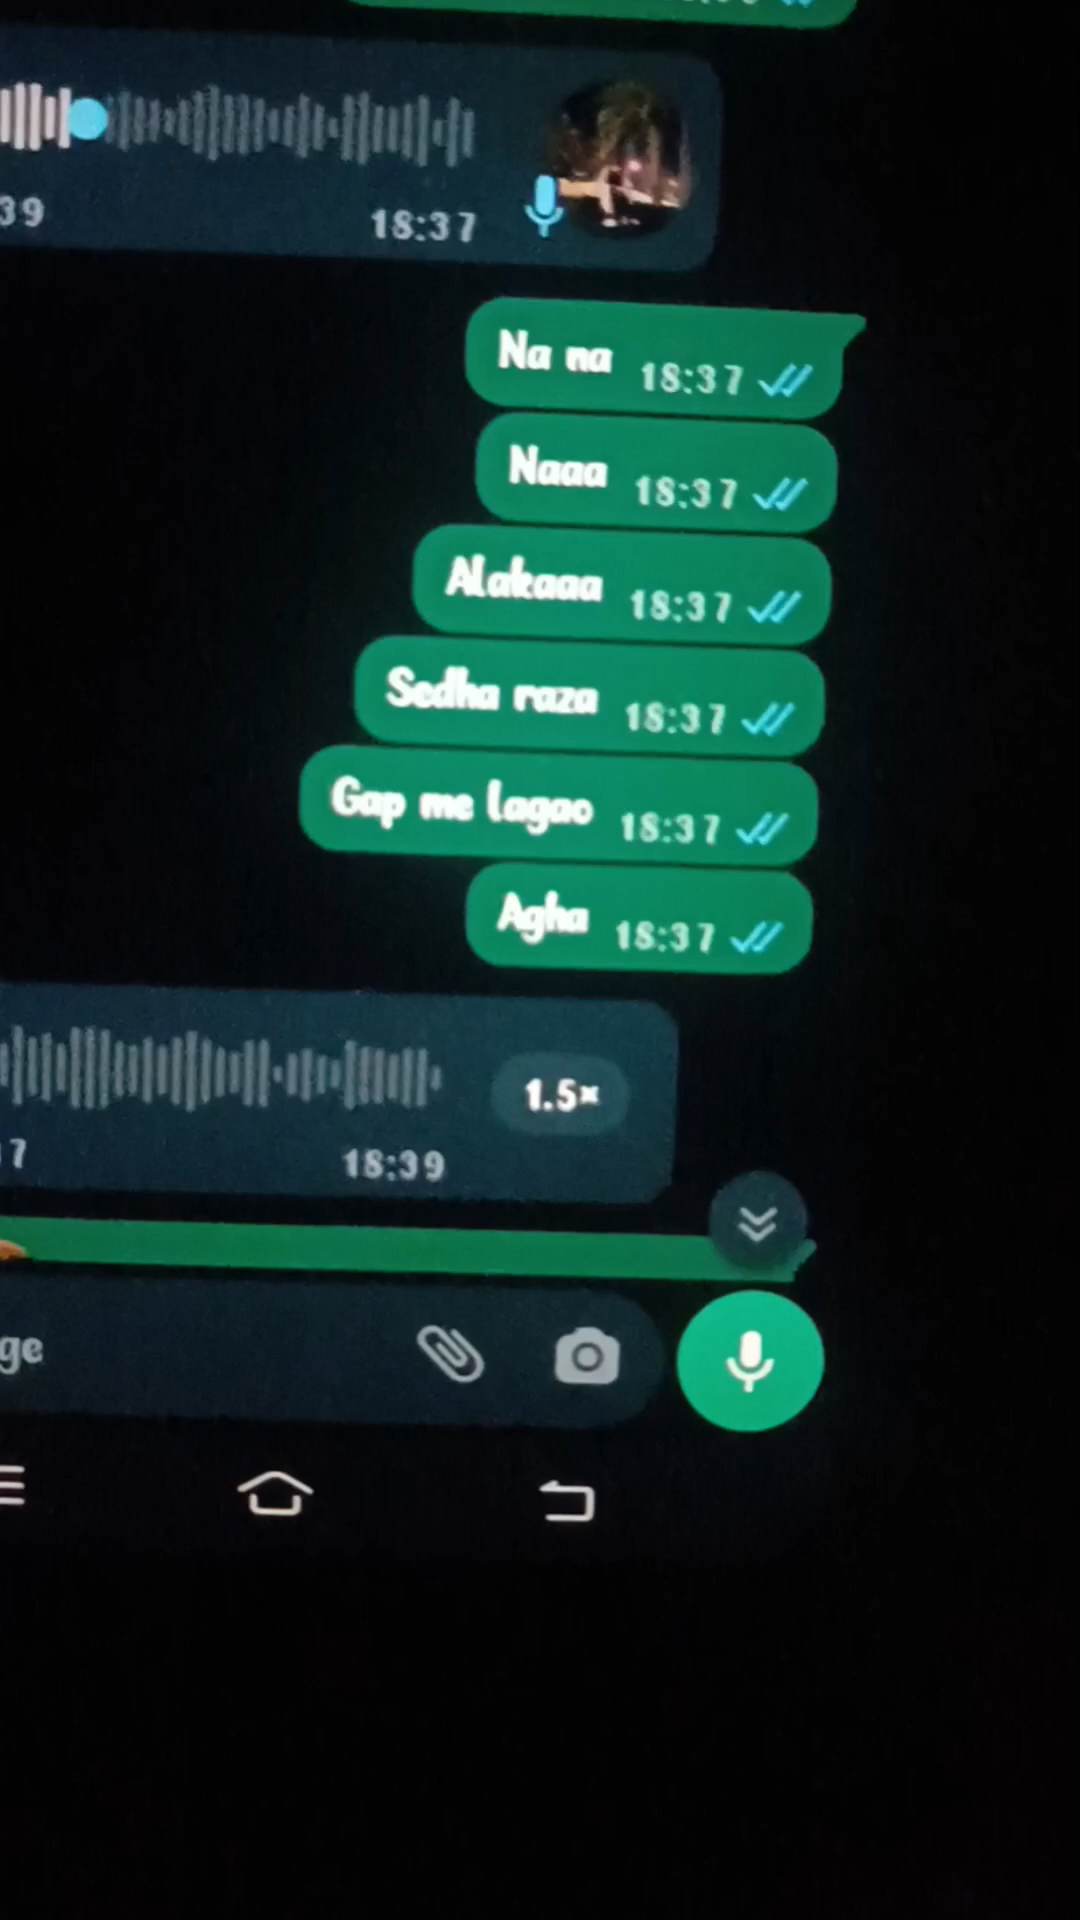 39 18:37
Na na 18:37
Naaa 18:37
Alakaaa 18:37
Sedha raza 18:37
Gap me lagao 18:37
Agha 18:37
1.5×
7 18:39
ge